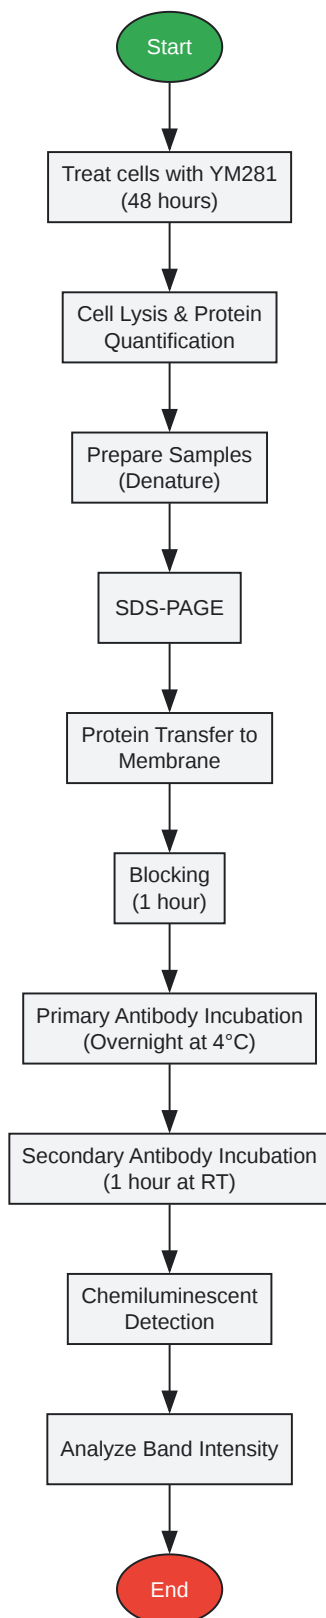 Start
Treat cells with YM281
(48 hours)
Cell Lysis & Protein
Quantification
Prepare Samples
(Denature)
SDS-PAGE
Protein Transfer to
Membrane
Blocking
(1 hour)
Primary Antibody Incubation
(Overnight at 4°C)
Secondary Antibody Incubation
(1 hour at RT)
Chemiluminescent
Detection
Analyze Band Intensity
End